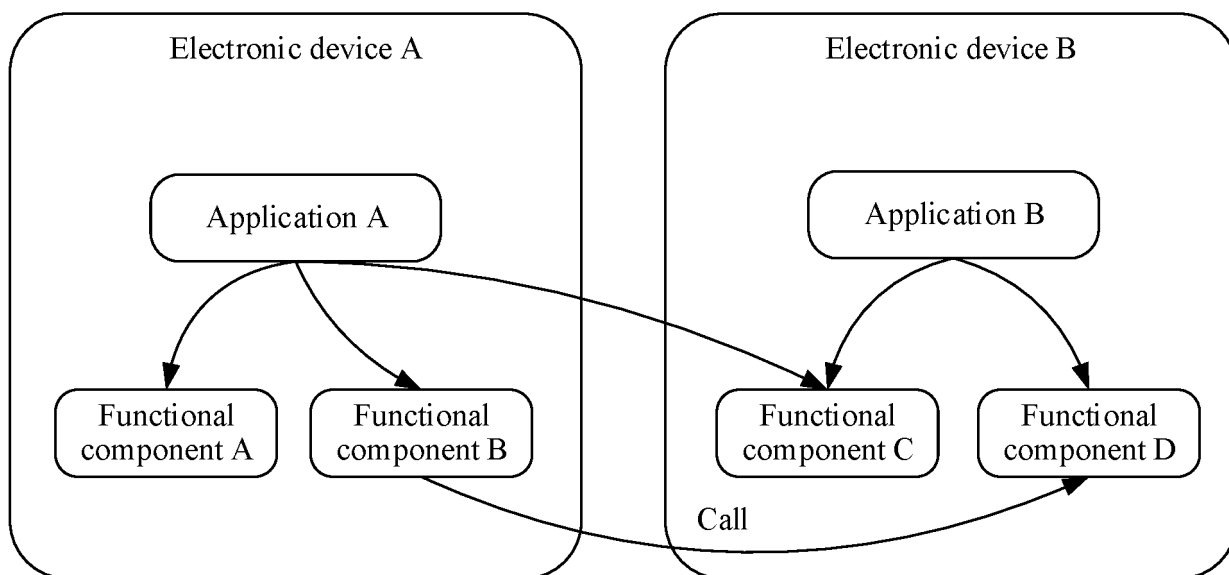 Electronic device A
Electronic device B
Application A
Application B
Functional
component A
Functional
component B
Functional
component C
Functional
component D
Call